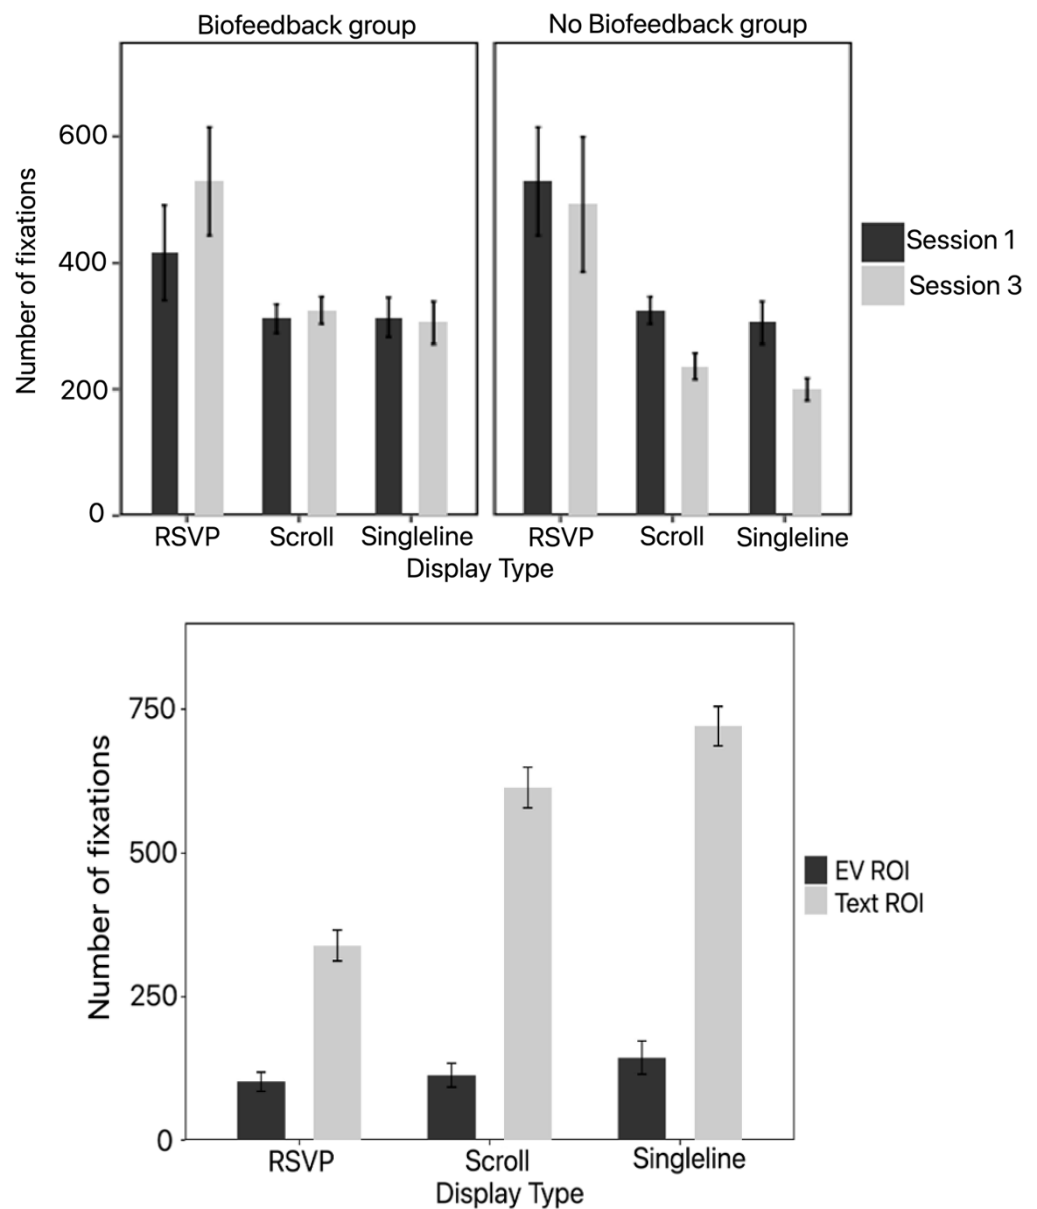 Biofeedback group
No Biofeedback group
Number of fixations
600
400
200
0
RSVP
Scroll
Singleline
RSVP
Scroll
Singleline
Display Type
Session 1
Session 3
Number of fixations
750
500
250
0
RSVP
Scroll
Singleline
Display Type
EV ROI
Text ROI